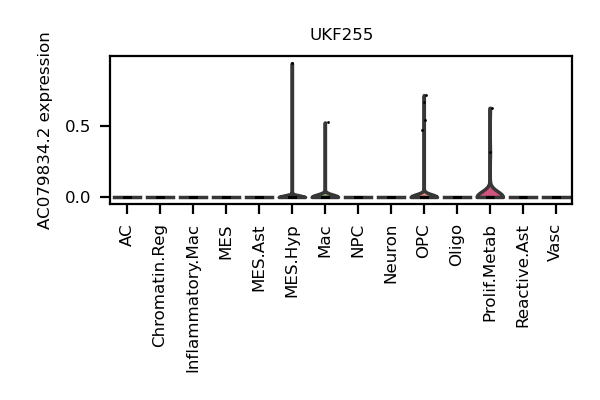 UKF255
AC079834.2 expression
0.5
0.0
AC
Chromatin.Reg
Inflammatory.Mac
MES
MES.Ast
MES.Hyp
Mac
NPC
Neuron
OPC
Oligo
Prolif.Metab
Reactive.Ast
Vasc